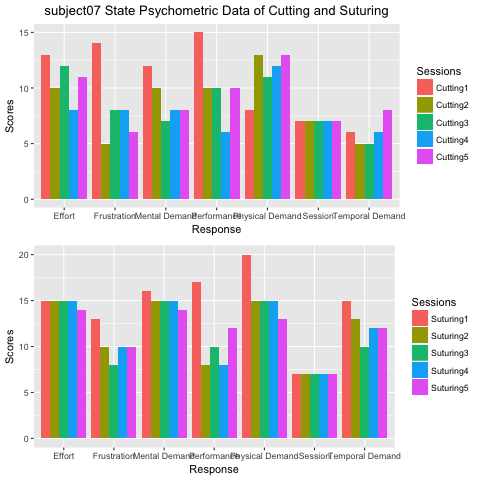 subject07 State Psychometric Data of Cutting and Suturing
15
10
5
0
Scores
Effort Frustration Mental Demand Performance Physical Demand Session Temporal Demand
Response
Sessions
Cutting1
Cutting2
Cutting3
Cutting4
Cutting5
20
15
10
5
0
Scores
Effort Frustration Mental Demand Performance Physical Demand Session Temporal Demand
Response
Sessions
Suturing1
Suturing2
Suturing3
Suturing4
Suturing5